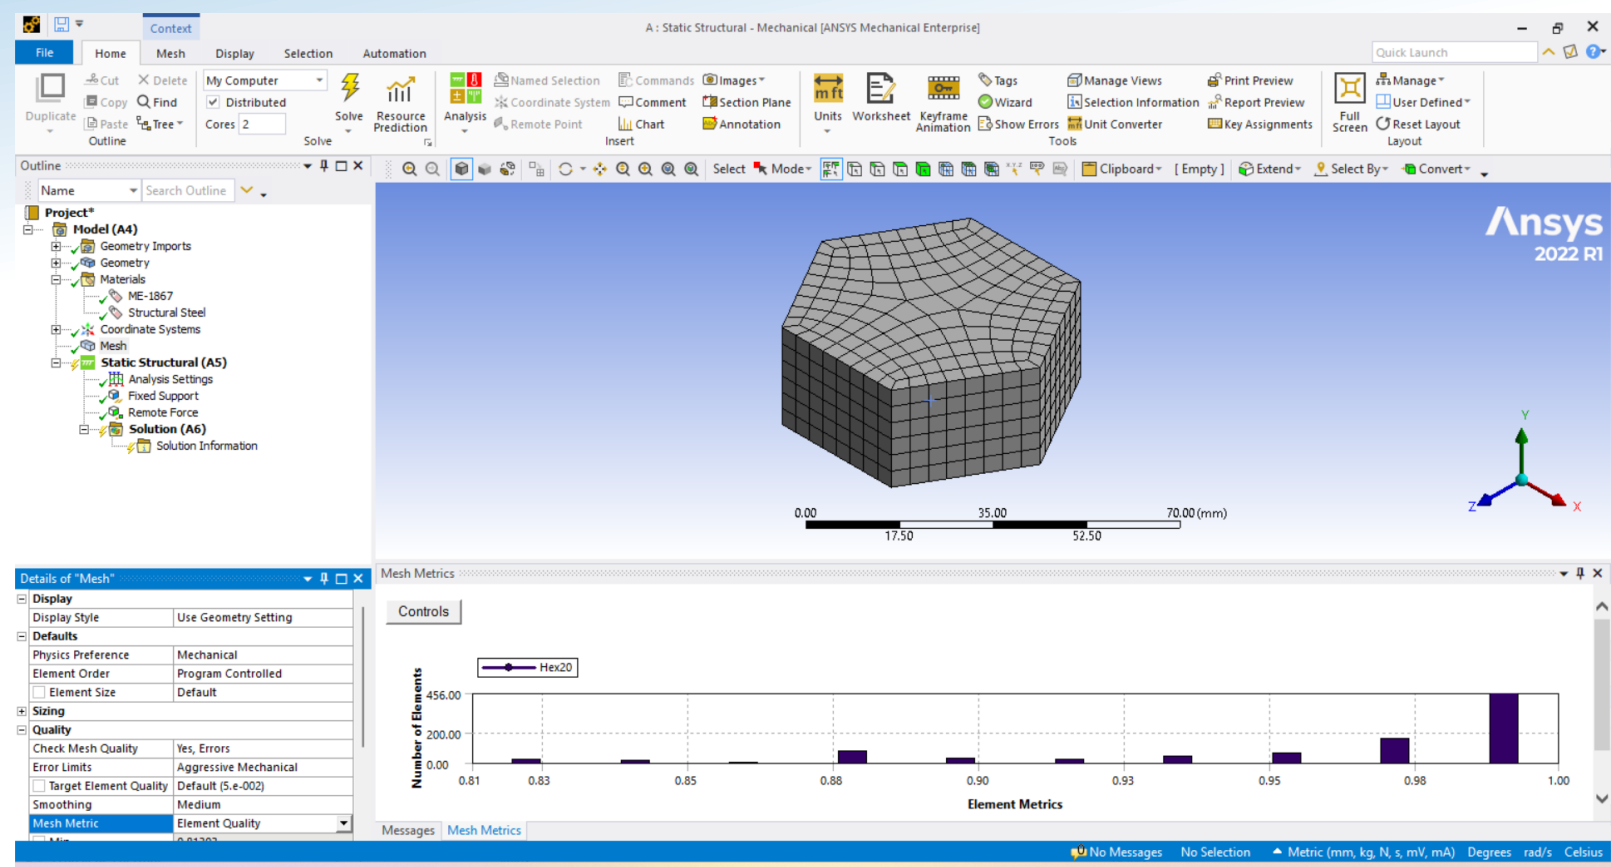 Context
A : Static Structural - Mechanical [ANSYS Mechanical Enterprise]
File Home Mesh Display Selection Automation Quick Launch
Duplicate
Cut
Copy
Paste
Delete
Find
Tree
Outline
My Computer
Distributed
Cores 2
Solve
Resource Prediction
Solve
Analysis
Named Selection
Coordinate System
Remote Point
Commands
Comment
Chart
Images
Section Plane
Annotation
Insert
m ft
Units
Worksheet
Keyframe Animation
Tags
Wizard
Show Errors
Manage Views
Selection Information
Unit Converter
Print Preview
Report Preview
Key Assignments
Tools
Full Screen
Manage
User Defined
Reset Layout
Layout
Outline
Select Mode Clipboard [ Empty ] Extend Select By Convert
Name Search Outline
Project*
Model (A4)
Geometry Imports
Geometry
Materials
ME-1867
Structural Steel
Coordinate Systems
Mesh
Static Structural (A5)
Analysis Settings
Fixed Support
Remote Force
Solution (A6)
Solution Information
Ansys
2022 R1
0.00 35.00 70.00 (mm)
17.50 52.50
Y
Z X
Details of "Mesh"
Display
Display Style Use Geometry Setting
Defaults
Physics Preference Mechanical
Element Order Program Controlled
Element Size Default
Sizing
Quality
Check Mesh Quality Yes, Errors
Error Limits Aggressive Mechanical
Target Element Quality Default (5.e-002)
Smoothing Medium
Mesh Metric Element Quality
Mesh Metrics
Controls
Hex20
Number of Elements
456.00
200.00
0.00
0.81 0.83 0.85 0.88 0.90 0.93 0.95 0.98 1.00
Element Metrics
Messages Mesh Metrics
No Messages No Selection Metric (mm, kg, N, s, mV, mA) Degrees rad/s Celsius